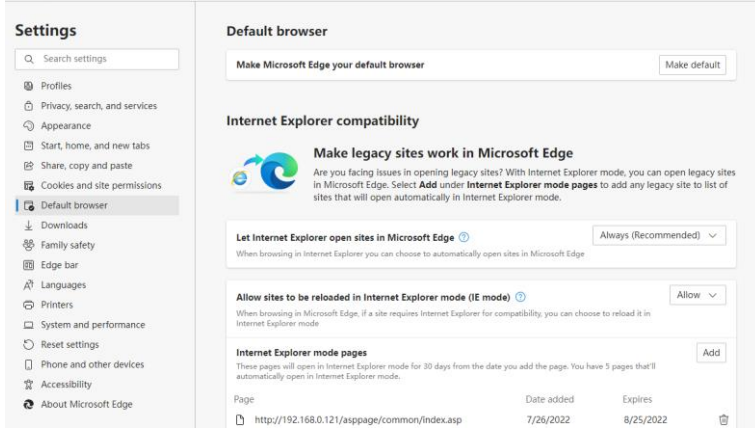 Settings
Search settings
Profiles
Privacy, search, and services
Appearance
Start, home, and new tabs
Share, copy and paste
Cookies and site permissions
Default browser
Downloads
Family safety
Edge bar
Languages
Printers
System and performance
Reset settings
Phone and other devices
Accessibility
About Microsoft Edge
Default browser
Make Microsoft Edge your default browser
Make default
Internet Explorer compatibility
Make legacy sites work in Microsoft Edge
Are you facing issues in opening legacy sites? With Internet Explorer mode, you can open legacy sites
in Microsoft Edge. Select Add under Internet Explorer mode pages to add any legacy site to list of
sites that will open automatically in Internet Explorer mode.
Let Internet Explorer open sites in Microsoft Edge
Always (Recommended)
When browsing in Internet Explorer you can choose to automatically open sites in Microsoft Edge
Allow sites to be reloaded in Internet Explorer mode (IE mode)
Allow
When browsing in Microsoft Edge, if a site requires Internet Explorer for compatibility, you can choose to reload it in
Internet Explorer mode
Internet Explorer mode pages
Add
These pages will open in Internet Explorer mode for 30 days from the date you add the page. You have 5 pages that'll
automatically open in Internet Explorer mode.
Page Date added Expires
http://192.168.0.121/asppage/common/index.asp 7/26/2022 8/25/2022